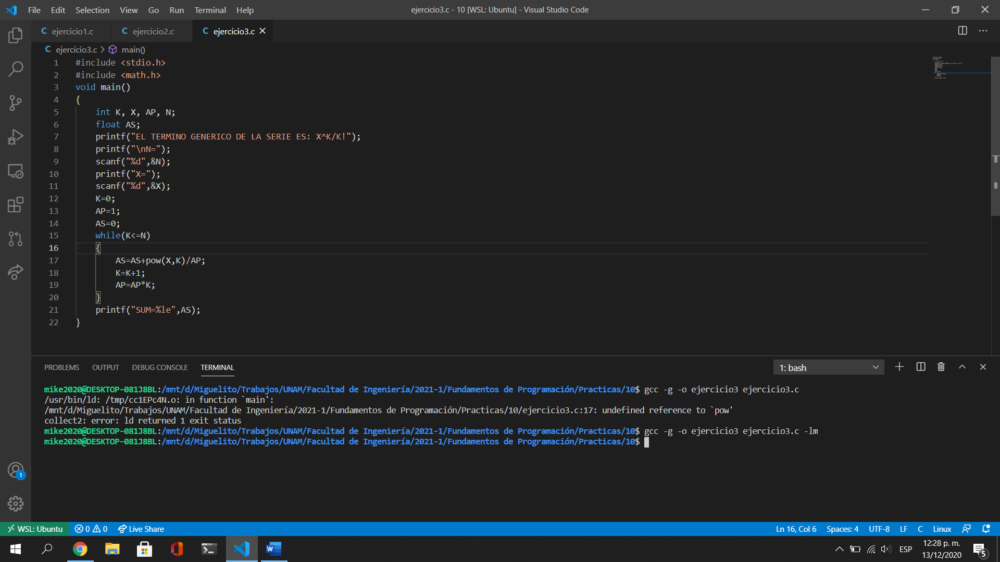 File Edit Selection View Go Run Terminal Help
ejercicio3.c - 10 [WSL: Ubuntu] - Visual Studio Code
C ejercicio1.c
C ejercicio2.c
C ejercicio3.c
C ejercicio3.c > main()
1 #include <stdio.h>
2 #include <math.h>
3 void main()
4 {
5 int K, X, AP, N;
6 float AS;
7 printf("EL TERMINO GENERICO DE LA SERIE ES: X^K/K!");
8 printf("\nN=");
9 scanf("%d",&N);
10 printf("X=");
11 scanf("%d",&X);
12 K=0;
13 AP=1;
14 AS=0;
15 while(K<=N)
16 {
17 AS=AS+pow(X,K)/AP;
18 K=K+1;
19 AP=AP*K;
20 }
21 printf("SUM=%le",AS);
22 }
PROBLEMS OUTPUT DEBUG CONSOLE TERMINAL
1: bash
mike2020@DESKTOP-081J8BL:/mnt/d/Miguelito/Trabajos/UNAM/Facultad de Ingeniería/2021-1/Fundamentos de Programación/Practicas/10$ gcc -g -o ejercicio3 ejercicio3.c
/usr/bin/ld: /tmp/cc1EPc4N.o: in function `main':
/mnt/d/Miguelito/Trabajos/UNAM/Facultad de Ingeniería/2021-1/Fundamentos de Programación/Practicas/10/ejercicio3.c:17: undefined reference to `pow'
collect2: error: ld returned 1 exit status
mike2020@DESKTOP-081J8BL:/mnt/d/Miguelito/Trabajos/UNAM/Facultad de Ingeniería/2021-1/Fundamentos de Programación/Practicas/10$ gcc -g -o ejercicio3 ejercicio3.c -lm
mike2020@DESKTOP-081J8BL:/mnt/d/Miguelito/Trabajos/UNAM/Facultad de Ingeniería/2021-1/Fundamentos de Programación/Practicas/10$
1
WSL: Ubuntu 0 0 Live Share
Ln 16, Col 6 Spaces: 4 UTF-8 LF C Linux
ESP
12:28 p. m.
13/12/2020
5